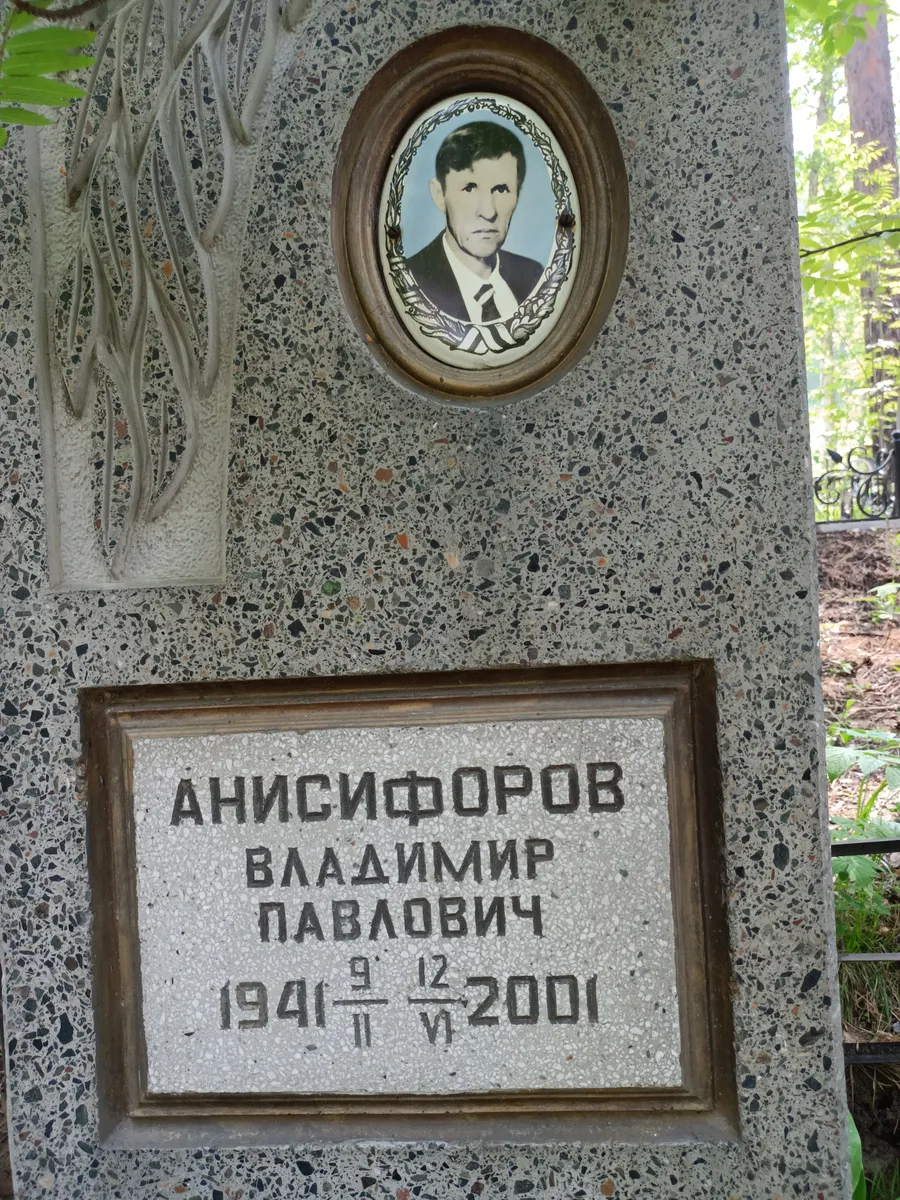 АНИСИФОРОВ
ВЛАДИМИР
ПАВЛОВИЧ
1941 9/II 12/VI 2001